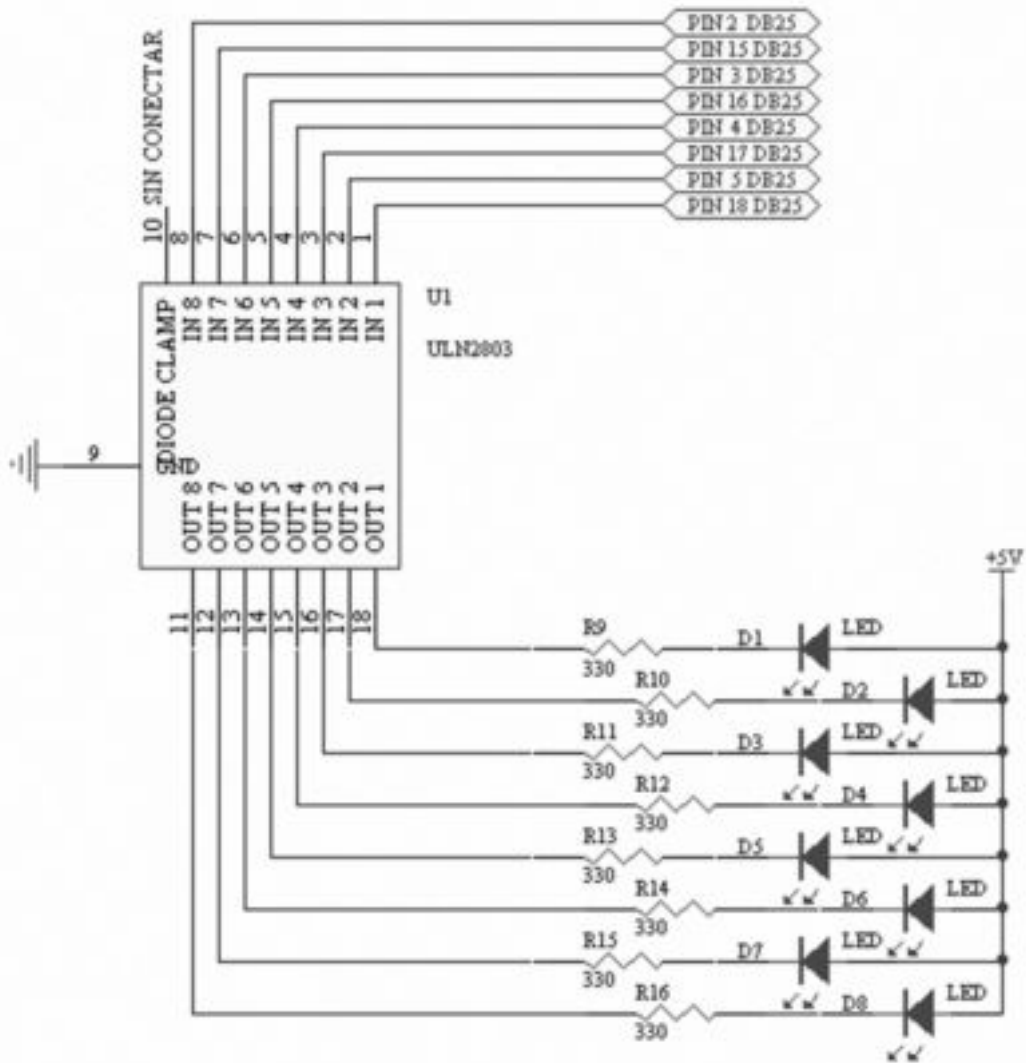 PIN 2 DB25
PIN 15 DB25
PIN 3 DB25
PIN 16 DB25
PIN 4 DB25
PIN 17 DB25
PIN 5 DB25
PIN 18 DB25
10 SIN CONECTAR
8
7
6
5
4
3
2
1
DIODE CLAMP
IN 8
IN 7
IN 6
IN 5
IN 4
IN 3
IN 2
IN 1
U1
ULN2803
9
GND
OUT 8
OUT 7
OUT 6
OUT 5
OUT 4
OUT 3
OUT 2
OUT 1
11
12
13
14
15
16
17
18
+5V
R9 D1 LED
330
R10 D2 LED
330
R11 D3 LED
330
R12 D4 LED
330
R13 D5 LED
330
R14 D6 LED
330
R15 D7 LED
330
R16 D8 LED
330